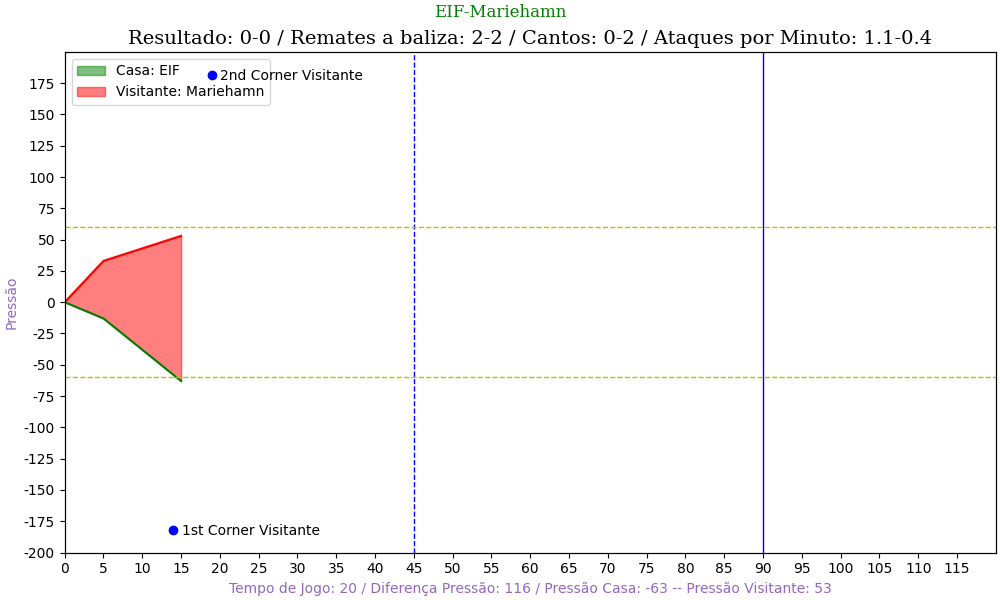 EIF-Mariehamn
Resultado: 0-0 / Remates a baliza: 2-2 / Cantos: 0-2 / Ataques por Minuto: 1.1-0.4
Casa: EIF
Visitante: Mariehamn
2nd Corner Visitante
175
150
125
100
75
50
25
0
-25
-50
-75
-100
-125
-150
-175
-200
Pressão
1st Corner Visitante
0 5 10 15 20 25 30 35 40 45 50 55 60 65 70 75 80 85 90 95 100 105 110 115
Tempo de Jogo: 20 / Diferença Pressão: 116 / Pressão Casa: -63 -- Pressão Visitante: 53